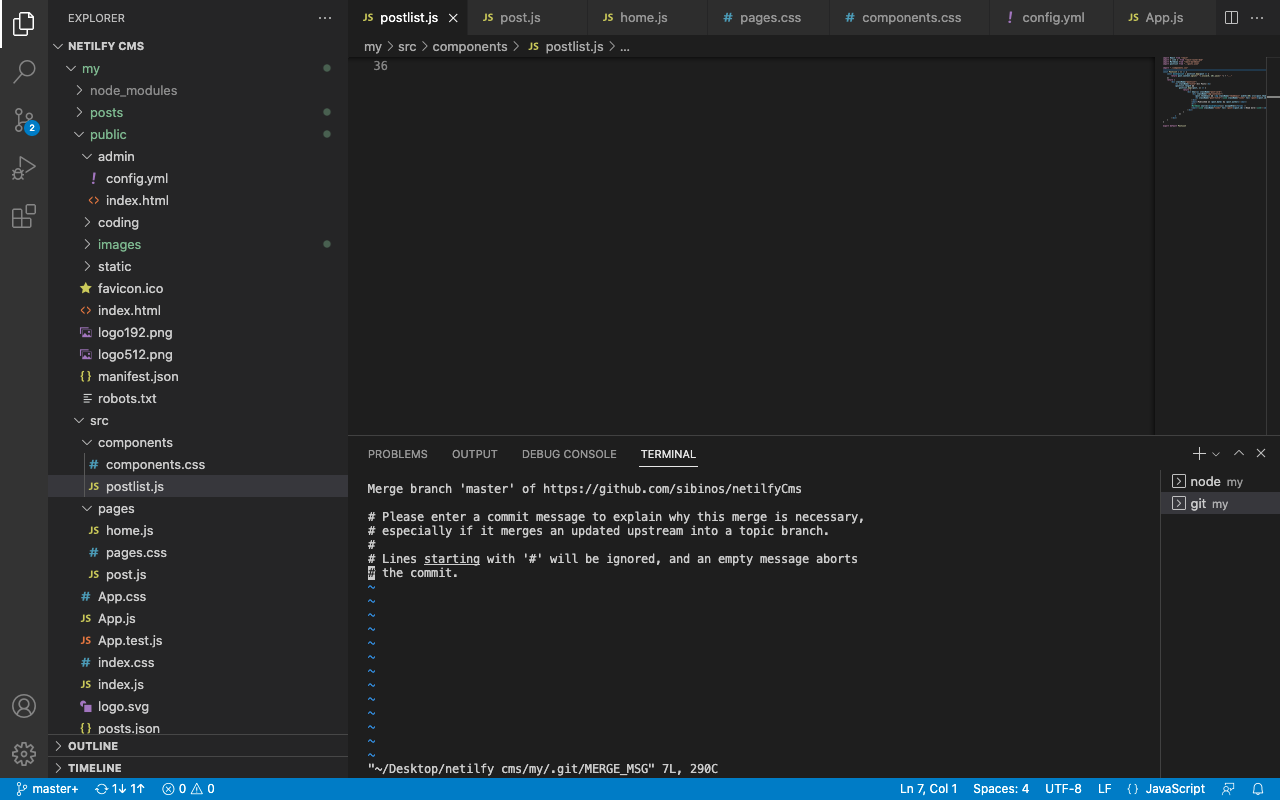 EXPLORER
postlist.js
post.js
home.js
pages.css
components.css
config.yml
App.js
NETILFY CMS
my
node_modules
posts
public
admin
config.yml
index.html
coding
images
static
favicon.ico
index.html
logo192.png
logo512.png
manifest.json
robots.txt
src
components
components.css
postlist.js
pages
home.js
pages.css
post.js
App.css
App.js
App.test.js
index.css
index.js
logo.svg
posts.json
OUTLINE
TIMELINE
2
my > src > components > JS postlist.js > ...
36
PROBLEMS OUTPUT DEBUG CONSOLE TERMINAL
Merge branch 'master' of https://github.com/sibinos/netilfyCms
# Please enter a commit message to explain why this merge is necessary,
# especially if it merges an updated upstream into a topic branch.
#
# Lines starting with '#' will be ignored, and an empty message aborts
# the commit.
~
~
~
~
~
~
~
~
~
~
~
~
~
"~/Desktop/netilfy cms/my/.git/MERGE_MSG" 7L, 290C
node my
git my
master+ 1↓ 1↑ 0 0 Ln 7, Col 1 Spaces: 4 UTF-8 LF {} JavaScript